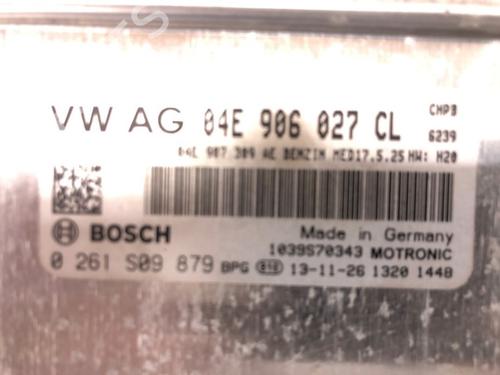 VW AG 04E 906 027 CL CHPB
6239
04E 907 309 AE BENZIN MED17.5.25 HW: H20
BOSCH Made in Germany
1039S70343 MOTRONIC
0 261 S09 879 BPG 13-11-26 1320 1448